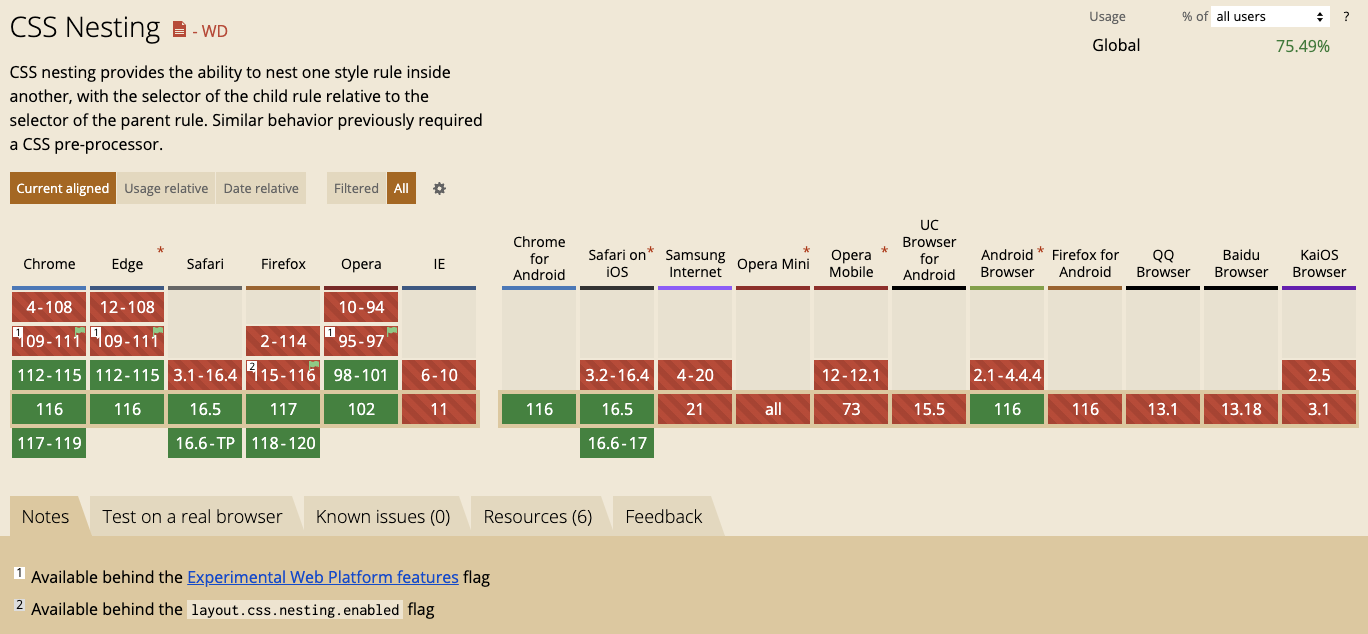 CSS Nesting - WD
Usage % of all users ?
Global 75.49%
CSS nesting provides the ability to nest one style rule inside
another, with the selector of the child rule relative to the
selector of the parent rule. Similar behavior previously required
a CSS pre-processor.
Current aligned Usage relative Date relative Filtered All
Chrome Edge * Safari Firefox Opera IE Chrome for Android Safari on iOS * Samsung Internet Opera Mini * Opera Mobile * UC Browser for Android Android Browser * Firefox for Android QQ Browser Baidu Browser KaiOS Browser
4-108 12-108 10-94
1 109-111 1 109-111 2-114 1 95-97
112-115 112-115 3.1-16.4 2 115-116 98-101 6-10 3.2-16.4 4-20 12-12.1 2.1-4.4.4 2.5
116 116 16.5 117 102 11 116 16.5 21 all 73 15.5 116 116 13.1 13.18 3.1
117-119 16.6-TP 118-120 16.6-17
Notes Test on a real browser Known issues (0) Resources (6) Feedback
1 Available behind the Experimental Web Platform features flag
2 Available behind the layout.css.nesting.enabled flag